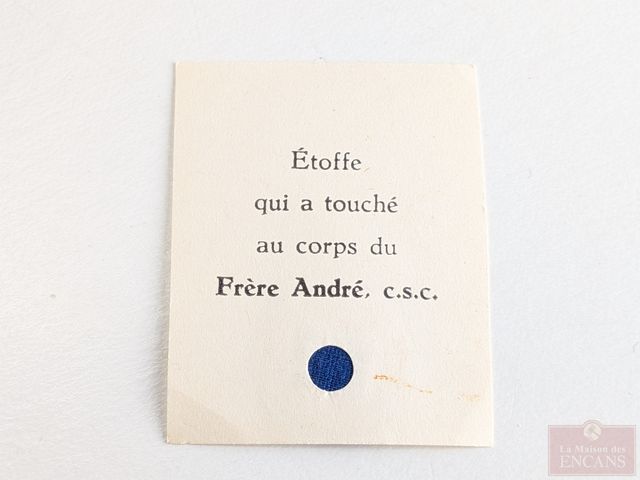 Étoffe
qui a touché
au corps du
Frère André, c.s.c.
La Maison des
ENCANS